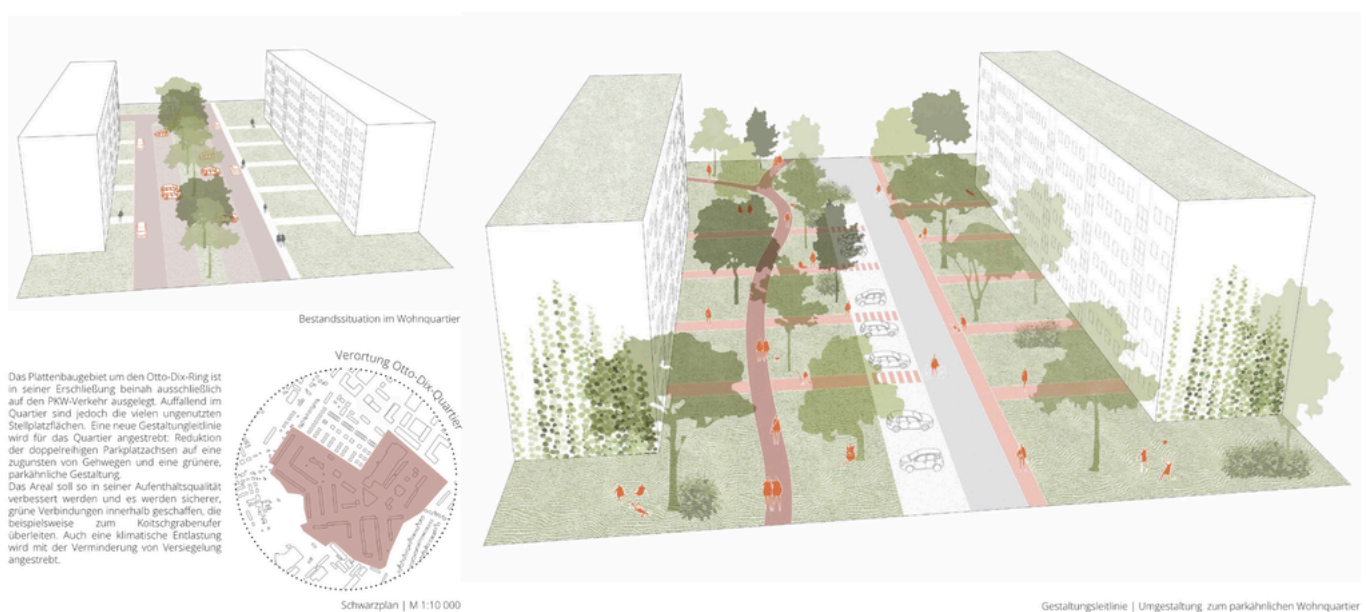 Bestandssituation im Wohnquartier
Verortung Otto-Dix-Quartier
Das Plattenbaugebiet um den Otto-Dix-Ring ist
in seiner Erschließung beinah ausschließlich
auf den PKW-Verkehr ausgelegt. Auffallend im
Quartier sind jedoch die vielen ungenutzten
Stellplatzflächen. Eine neue Gestaltungleitlinie
wird für das Quartier angestrebt: Reduktion
der doppelreihigen Parkplatzachsen auf eine
zugunsten von Gehwegen und eine grünere,
parkähnliche Gestaltung.
Das Areal soll so in seiner Aufenthaltsqualität
verbessert werden und es werden sicherer,
grüne Verbindungen innerhalb geschaffen, die
beispielsweise zum Koitschgrabenufer
überleiten. Auch eine klimatische Entlastung
wird mit der Verminderung von Versiegelung
angestrebt.
Schwarzplan | M 1:10 000
Gestaltungsleitlinie | Umgestaltung zum parkähnlichen Wohnquartier